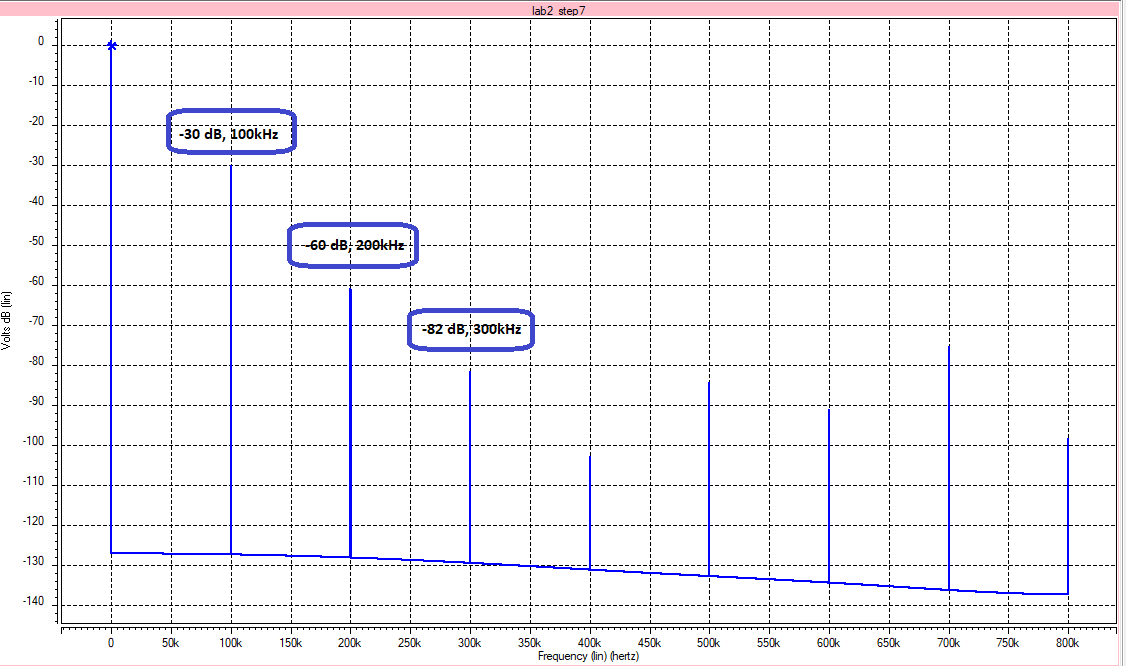 lab2_step7
0
-10
-20
-30 dB, 100kHz
-30
-40
-50
-60 dB, 200kHz
-60
-70
-82 dB, 300kHz
-80
-90
-100
-110
-120
-130
-140
Volts dB (lin)
0 50k 100k 150k 200k 250k 300k 350k 400k 450k 500k 550k 600k 650k 700k 750k 800k
Frequency (lin) (hertz)